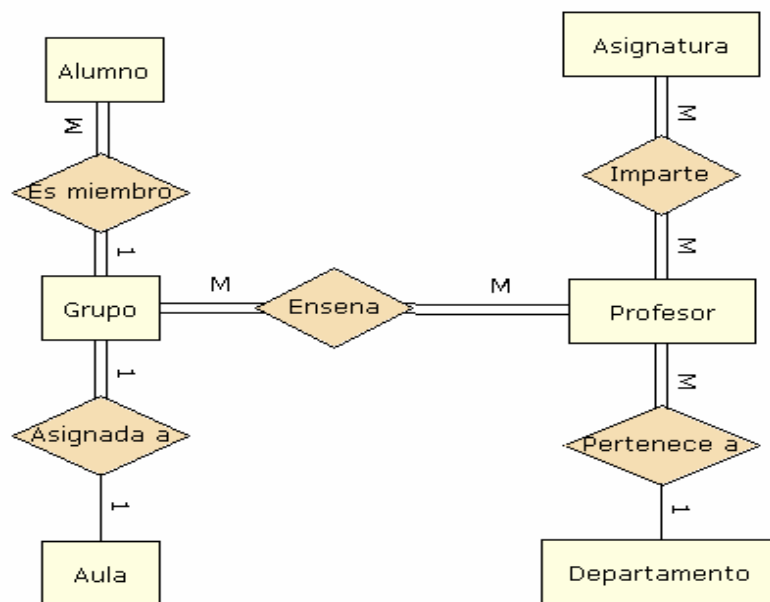 Alumno
Asignatura
M
M
Es miembro
Imparte
1
M
Grupo
M
Ensena
M
Profesor
1
M
Asignada a
Pertenece a
1
1
Aula
Departamento